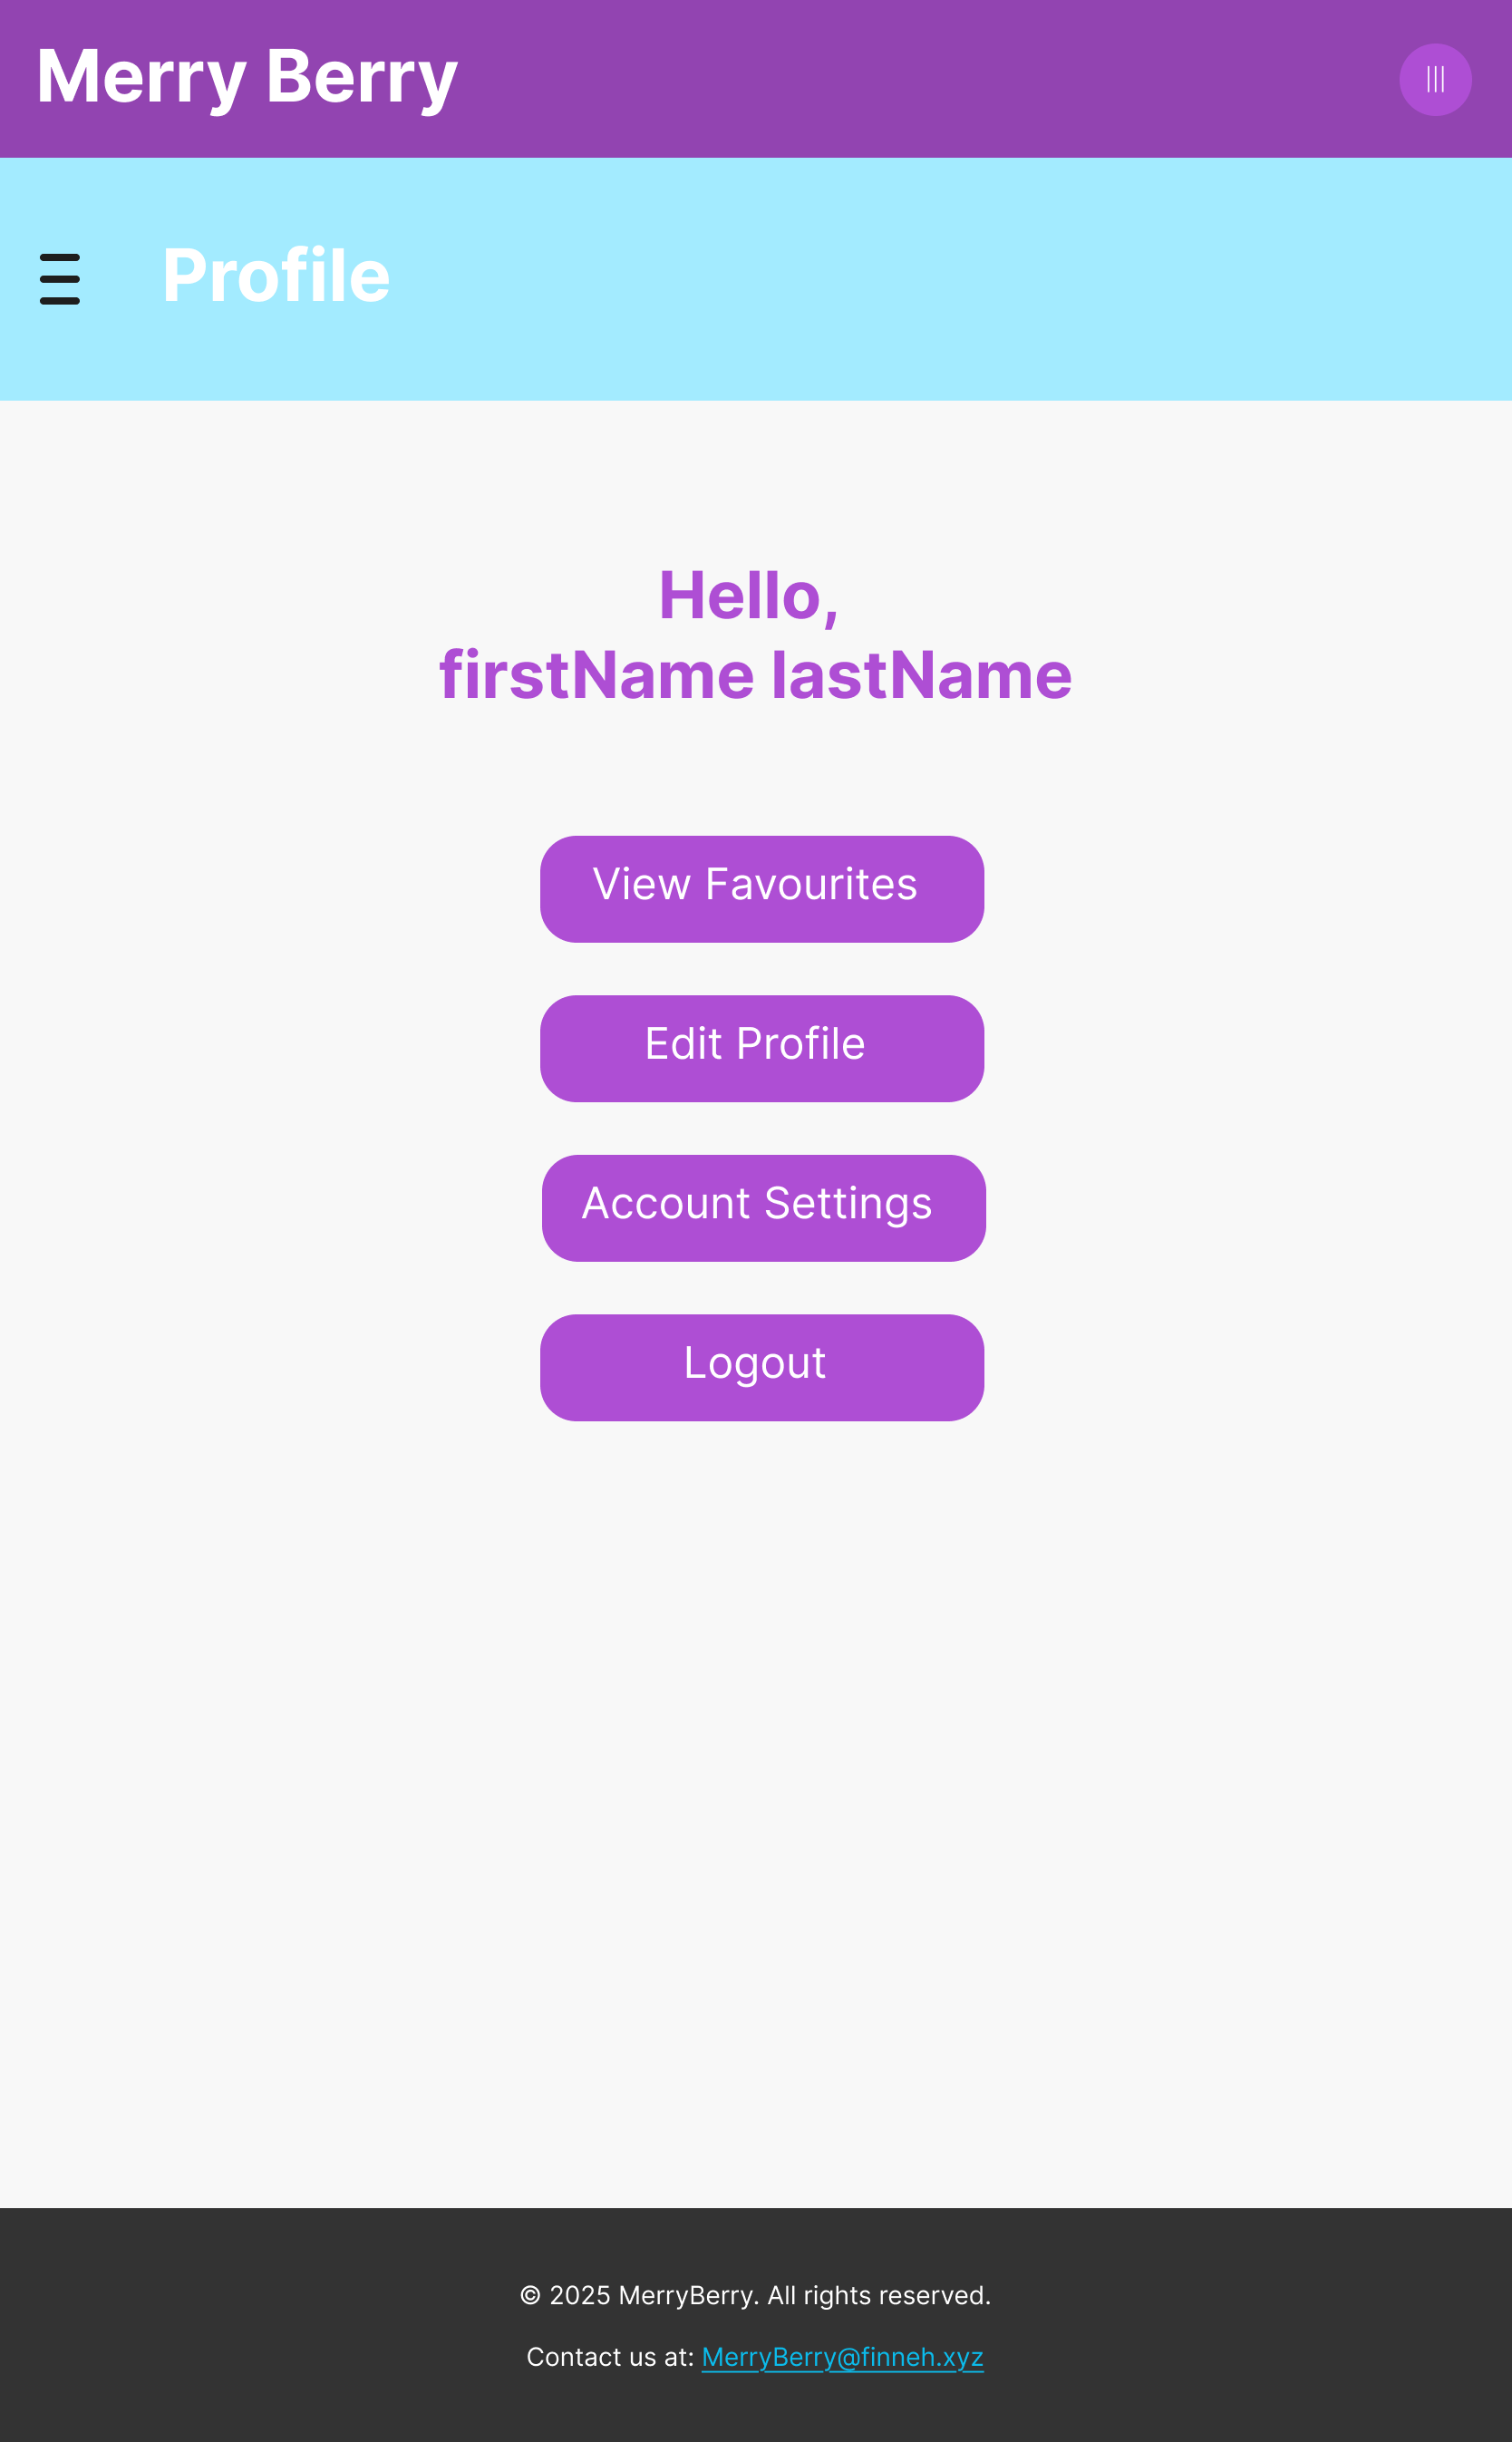 Merry Berry
Profile
Hello,
firstName lastName
View Favourites
Edit Profile
Account Settings
Logout
© 2025 MerryBerry. All rights reserved.
Contact us at: MerryBerry@finneh.xyz